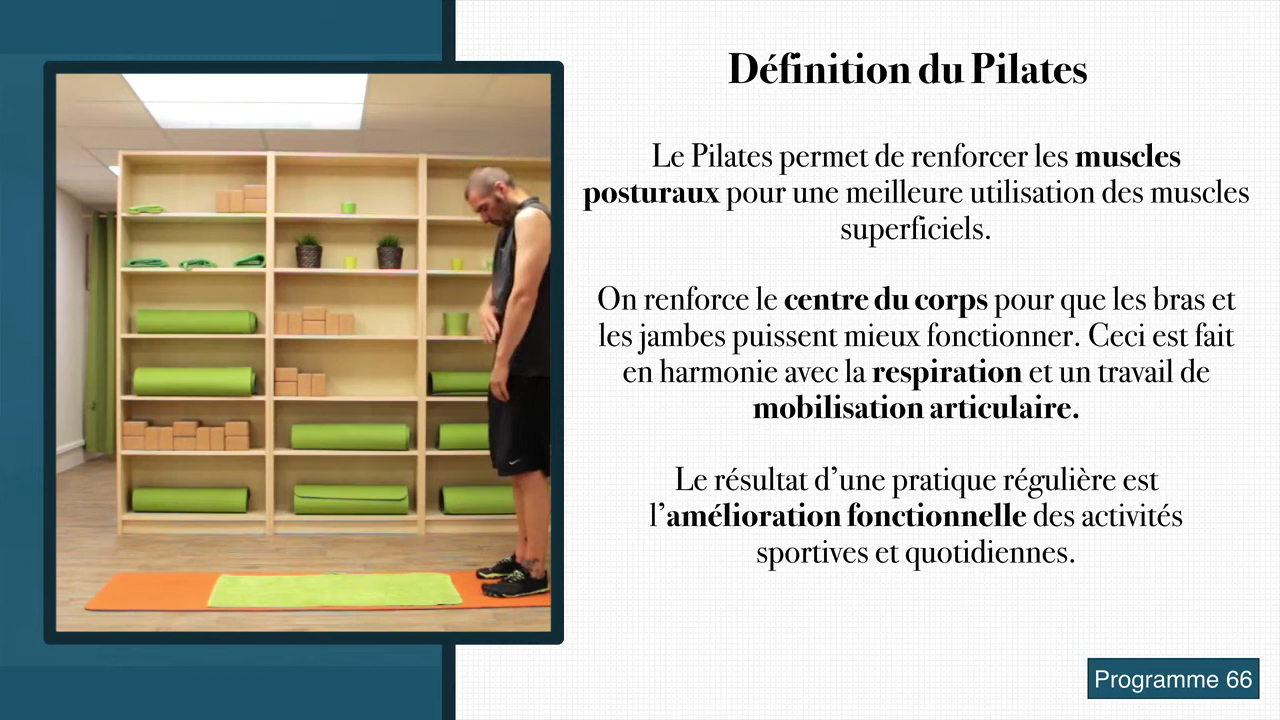 Définition du Pilates
Le Pilates permet de renforcer les muscles
posturaux pour une meilleure utilisation des muscles
superficiels.
On renforce le centre du corps pour que les bras et
les jambes puissent mieux fonctionner. Ceci est fait
en harmonie avec la respiration et un travail de
mobilisation articulaire.
Le résultat d’une pratique régulière est
l’amélioration fonctionnelle des activités
sportives et quotidiennes.
Programme 66